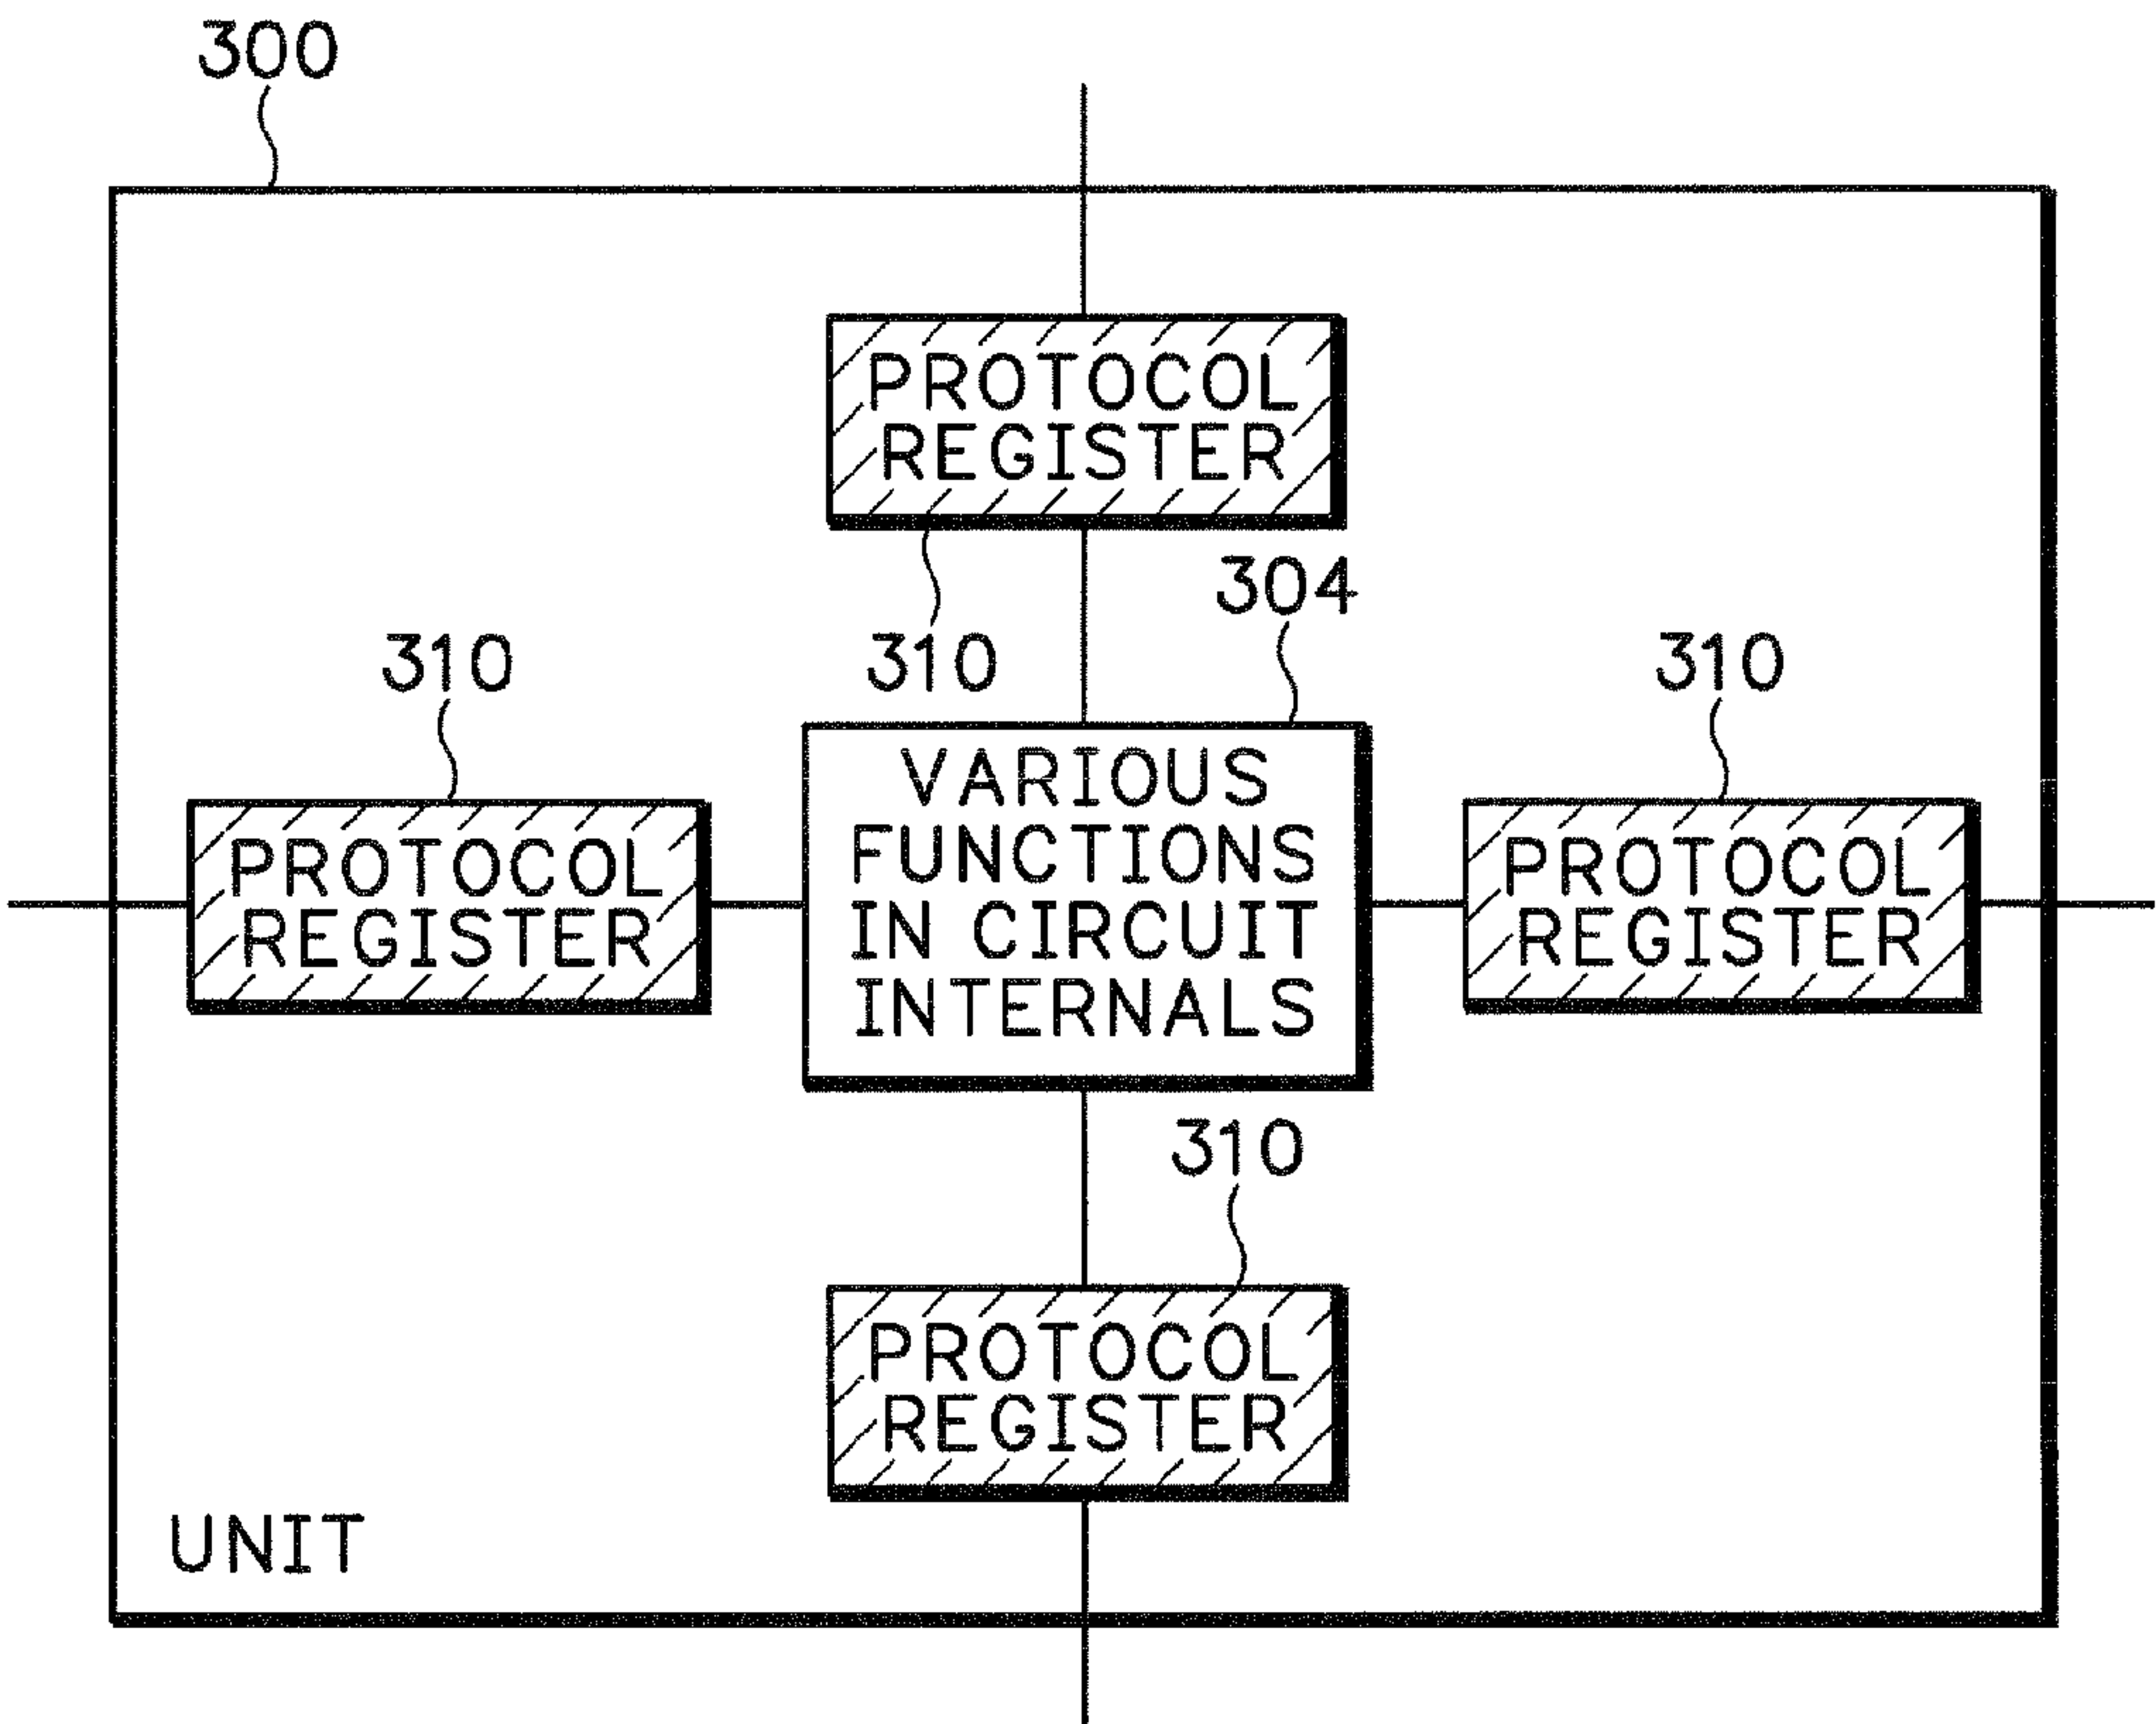 300
PROTOCOL
REGISTER
310
304
310
310
VARIOUS
FUNCTIONS
IN CIRCUIT
INTERNALS
PROTOCOL
REGISTER
PROTOCOL
REGISTER
310
PROTOCOL
REGISTER
UNIT